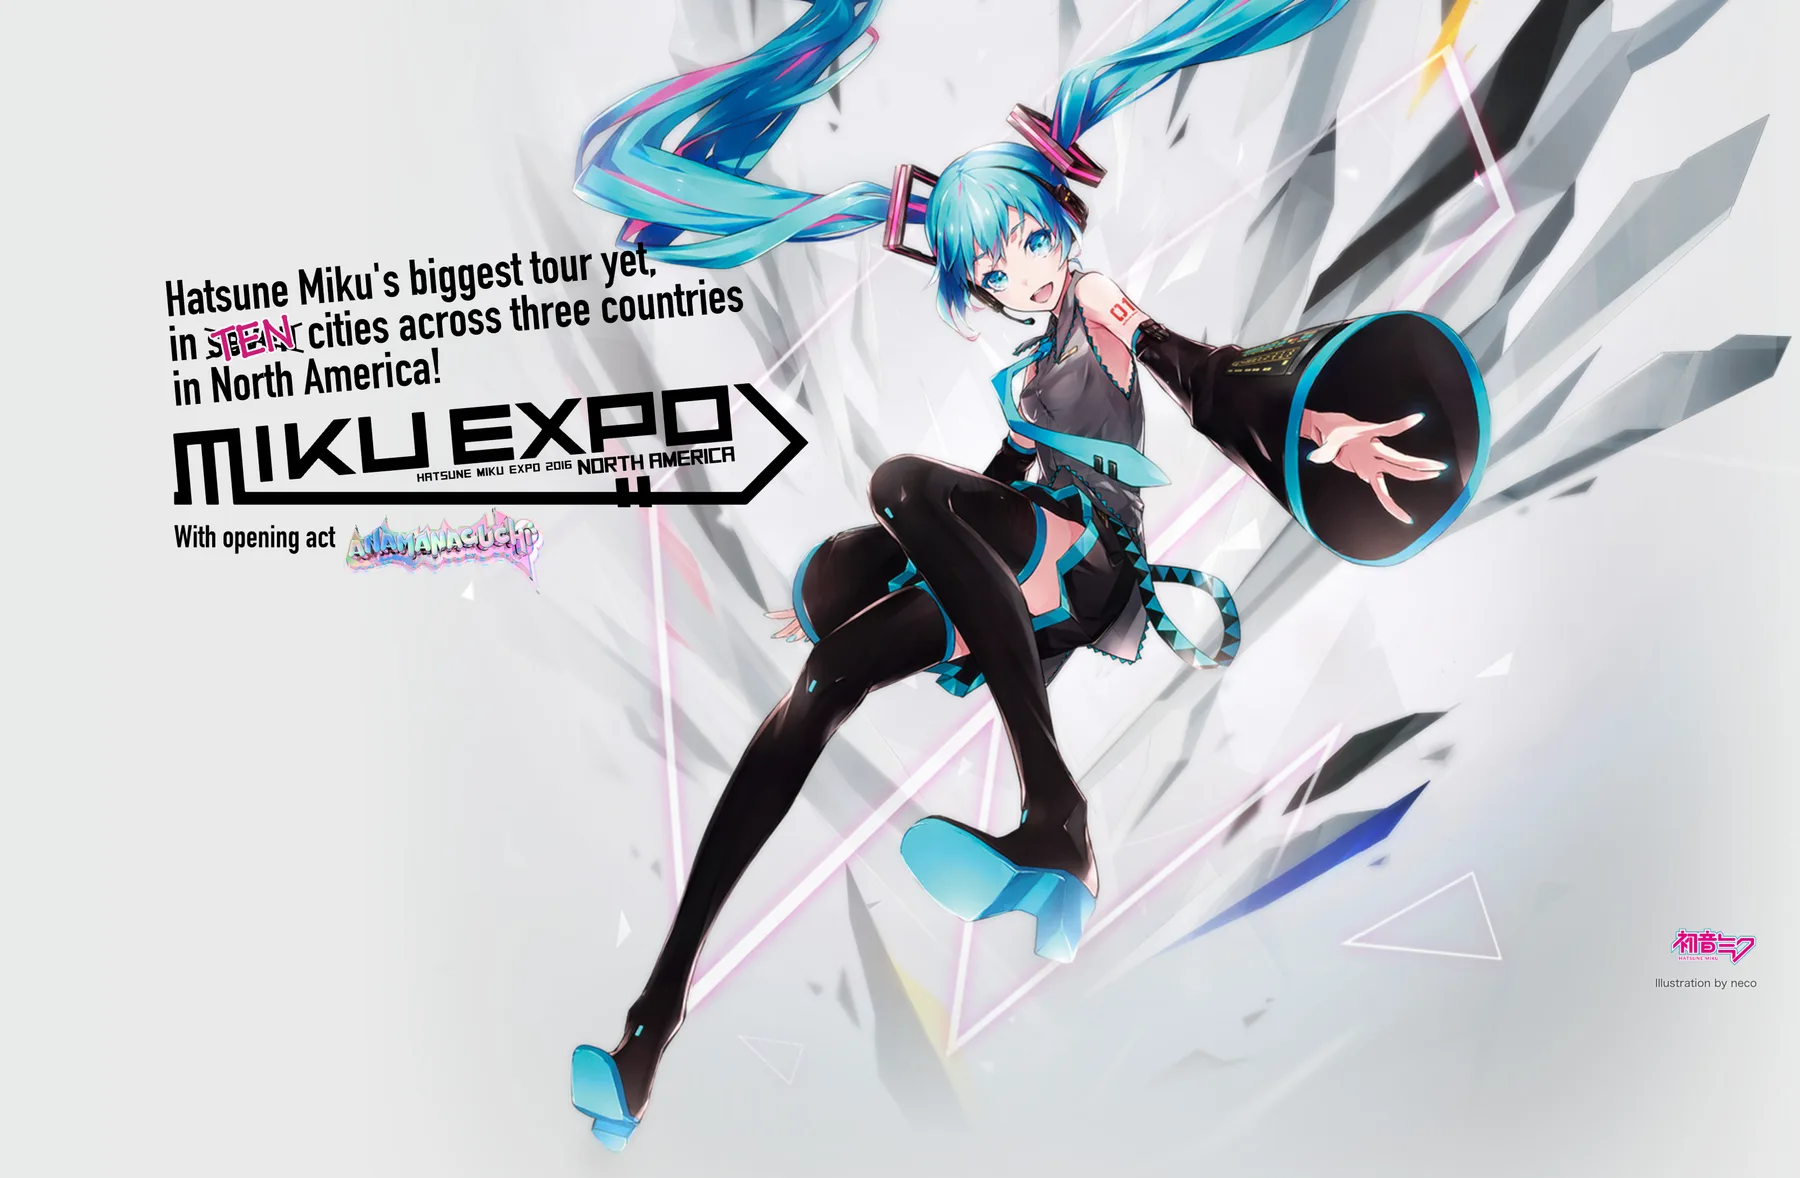 Hatsune Miku's biggest tour yet,
in TEN cities across three countries
in North America!
MIKU EXPO
HATSUNE MIKU EXPO 2016 NORTH AMERICA
With opening act ANAMANAGUCHI
01
初音ミク
HATSUNE MIKU
Illustration by neco